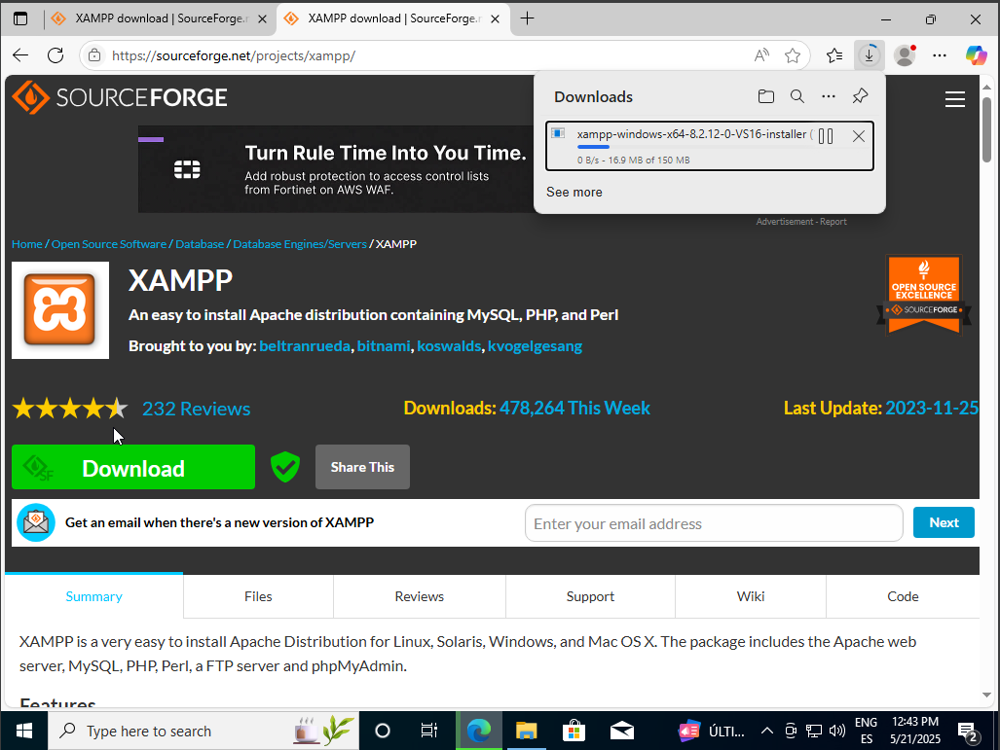 XAMPP download | SourceForge.n
XAMPP download | SourceForge.n
https://sourceforge.net/projects/xampp/
Downloads
xampp-windows-x64-8.2.12-0-VS16-installer (
0 B/s - 16.9 MB of 150 MB
See more
SOURCEFORGE
Turn Rule Time Into You Time.
Add robust protection to access control lists
from Fortinet on AWS WAF.
Advertisement - Report
Home / Open Source Software / Database / Database Engines/Servers / XAMPP
XAMPP
An easy to install Apache distribution containing MySQL, PHP, and Perl
Brought to you by: beltranrueda, bitnami, koswalds, kvogelgesang
OPEN SOURCE
EXCELLENCE
SOURCEFORGE
232 Reviews
Downloads: 478,264 This Week
Last Update: 2023-11-25
SF
Download
Share This
Get an email when there's a new version of XAMPP
Enter your email address
Next
Summary
Files
Reviews
Support
Wiki
Code
XAMPP is a very easy to install Apache Distribution for Linux, Solaris, Windows, and Mac OS X. The package includes the Apache web
server, MySQL, PHP, Perl, a FTP server and phpMyAdmin.
Features
Type here to search
ÚLTI...
ENG
ES
12:43 PM
5/21/2025
2